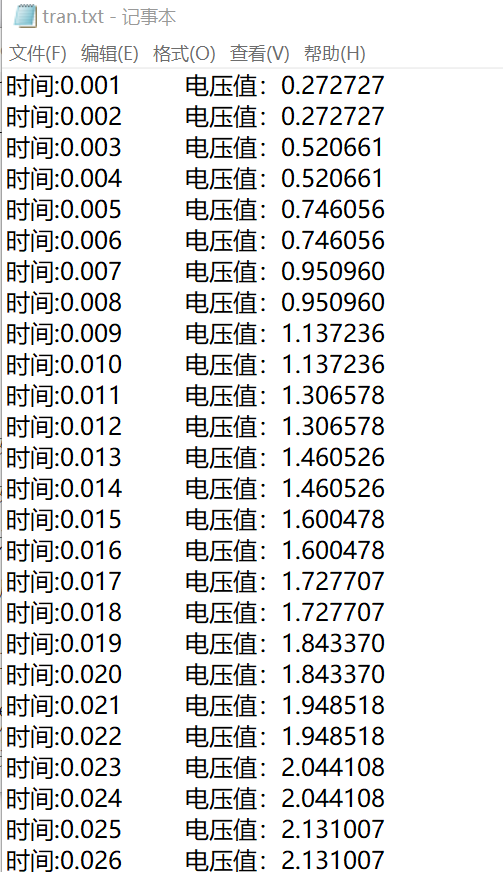 tran.txt - 记事本
文件(F) 编辑(E) 格式(O) 查看(V) 帮助(H)
时间:0.001 电压值：0.272727
时间:0.002 电压值：0.272727
时间:0.003 电压值：0.520661
时间:0.004 电压值：0.520661
时间:0.005 电压值：0.746056
时间:0.006 电压值：0.746056
时间:0.007 电压值：0.950960
时间:0.008 电压值：0.950960
时间:0.009 电压值：1.137236
时间:0.010 电压值：1.137236
时间:0.011 电压值：1.306578
时间:0.012 电压值：1.306578
时间:0.013 电压值：1.460526
时间:0.014 电压值：1.460526
时间:0.015 电压值：1.600478
时间:0.016 电压值：1.600478
时间:0.017 电压值：1.727707
时间:0.018 电压值：1.727707
时间:0.019 电压值：1.843370
时间:0.020 电压值：1.843370
时间:0.021 电压值：1.948518
时间:0.022 电压值：1.948518
时间:0.023 电压值：2.044108
时间:0.024 电压值：2.044108
时间:0.025 电压值：2.131007
时间:0.026 电压值：2.131007